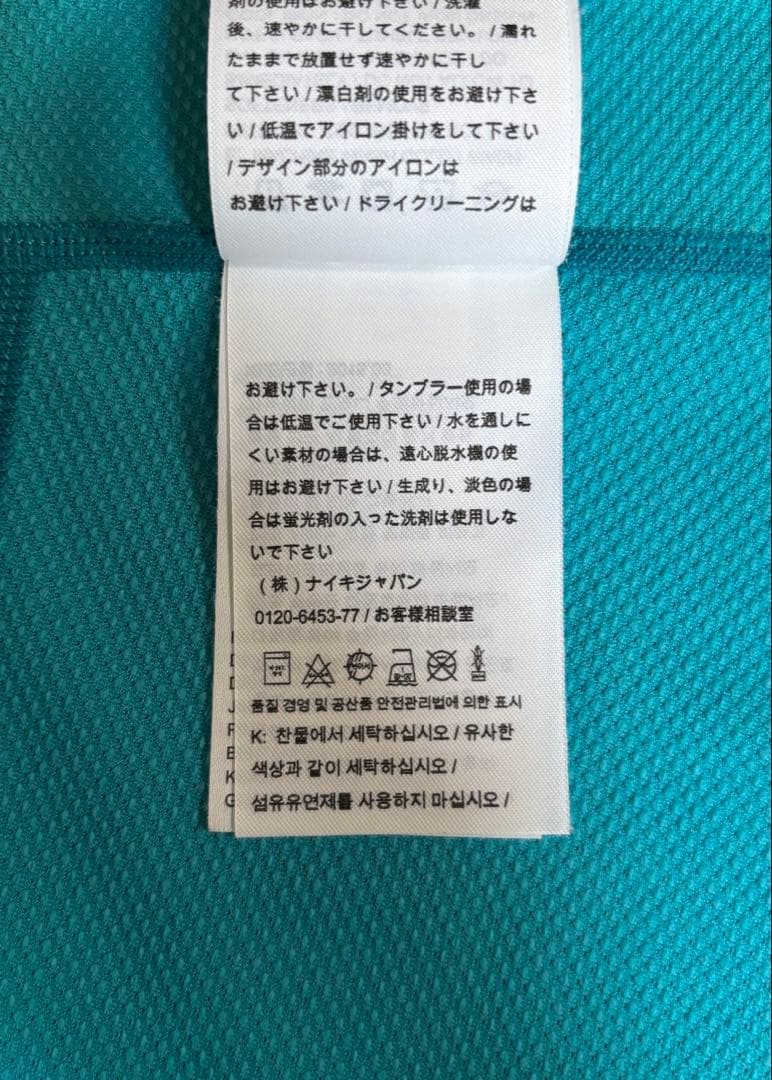 剤の使用はお避け下さい / 洗濯
後、速やかに干してください。 / 濡れ
たままで放置せず速やかに干し
て下さい / 漂白剤の使用をお避け下さ
い / 低温でアイロン掛けをして下さい
/ デザイン部分のアイロンは
お避け下さい / ドライクリーニングは
お避け下さい。 / タンブラー使用の場
合は低温でご使用下さい / 水を通しに
くい素材の場合は、遠心脱水機の使
用はお避け下さい / 生成り、淡色の場
合は蛍光剤の入った洗剤は使用しな
いで下さい
（株）ナイキジャパン
0120-6453-77 / お客様相談室
품질 경영 및 공산품 안전관리법에 의한 표시
K: 찬물에서 세탁하십시오 / 유사한
색상과 같이 세탁하십시오 /
섬유유연제를 사용하지 마십시오 /